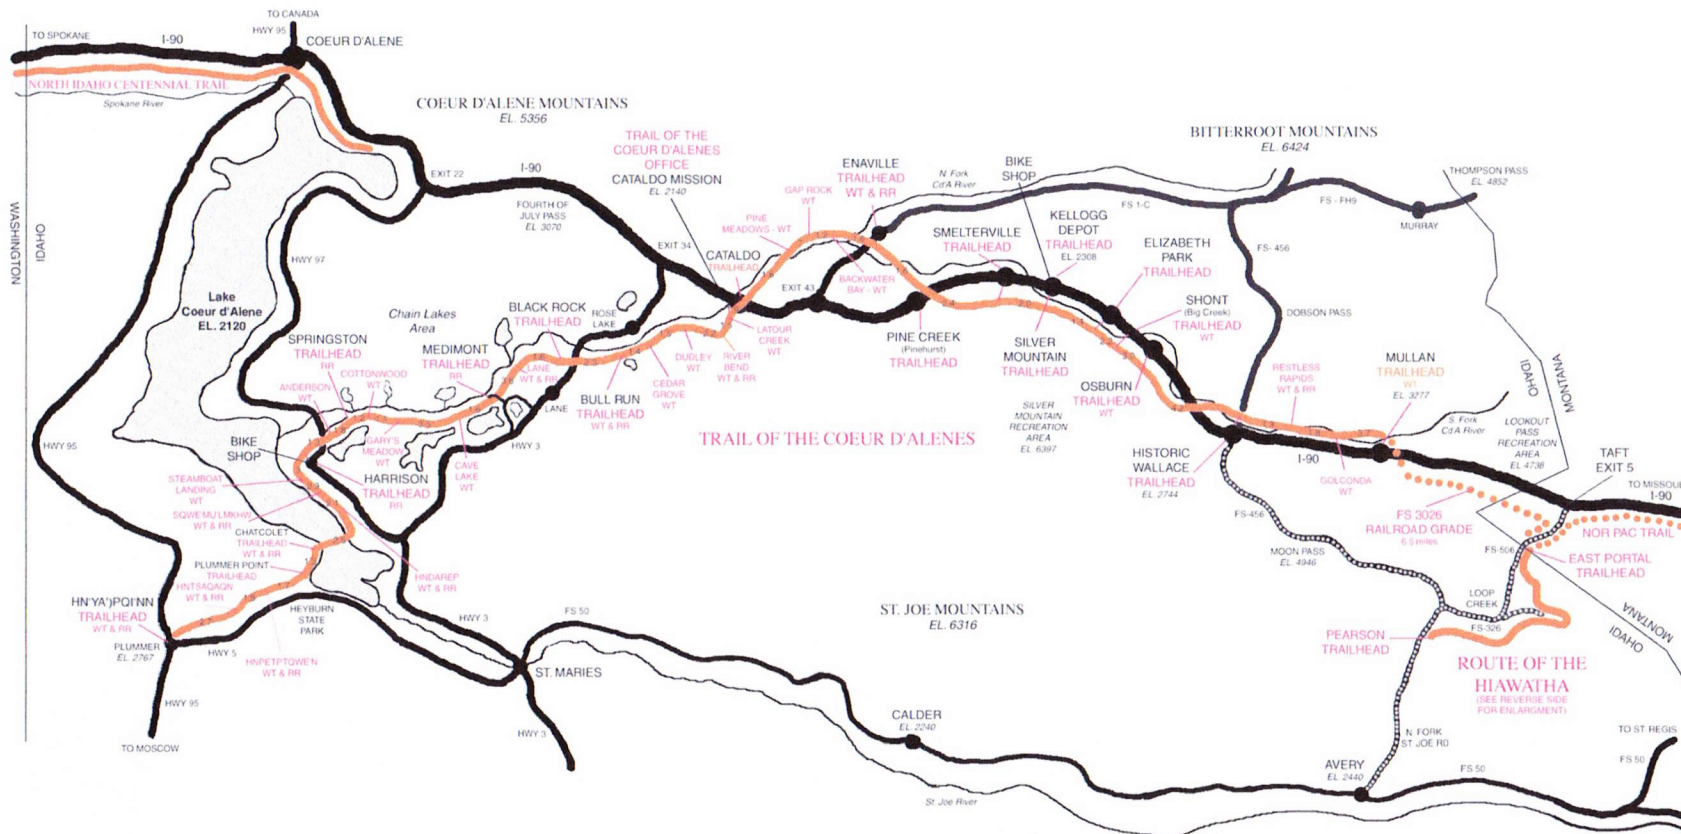 TO CANADA
HWY 95
TO SPOKANE
I-90
COEUR D'ALENE
NORTH IDAHO CENTENNIAL TRAIL
Spokane River
COEUR D'ALENE MOUNTAINS
EL. 5356
EXIT 22
I-90
FOURTH OF
JULY PASS
EL 3070
TRAIL OF THE
COEUR D'ALENES
OFFICE
CATALDO MISSION
EL. 2140
EXIT 34
WASHINGTON
IDAHO
HWY 97
Lake
Coeur d'Alene
EL. 2120
Chain Lakes
Area
CATALDO
TRAILHEAD
PINE
MEADOWS - WT
GAP ROCK
WT
ENAVILLE
TRAILHEAD
WT & RR
N. Fork
Cd'A River
BACKWATER
BAY - WT
EXIT 43
BIKE
SHOP
SMELTERVILLE
TRAILHEAD
KELLOGG
DEPOT
TRAILHEAD
EL. 2308
ELIZABETH
PARK
TRAILHEAD
SHONT
(Big Creek)
TRAILHEAD
WT
BITTERROOT MOUNTAINS
EL. 6424
FS 1-C
FS - FH9
THOMPSON PASS
EL. 4852
MURRAY
FS- 456
DOBSON PASS
SPRINGSTON
TRAILHEAD
RR
ANDERSON
WT
COTTONWOOD
WT
MEDIMONT
TRAILHEAD
RR
BLACK ROCK
TRAILHEAD
ROSE
LAKE
LANE
WT & RR
LANE
BULL RUN
TRAILHEAD
WT & RR
CEDAR
GROVE
WT
DUDLEY
WT
RIVER
BEND
WT & RR
LATOUR
CREEK
WT
PINE CREEK
(Pinehurst)
TRAILHEAD
SILVER
MOUNTAIN
TRAILHEAD
OSBURN
TRAILHEAD
WT
SILVER
MOUNTAIN
RECREATION
AREA
EL. 6397
RESTLESS
RAPIDS
WT & RR
MULLAN
TRAILHEAD
WT
EL. 3277
S. Fork
Cd'A River
IDAHO
MONTANA
LOOKOUT
PASS
RECREATION
AREA
EL 4738
TAFT
EXIT 5
TO MISSOU
I-90
HWY 95
BIKE
SHOP
GARY'S
MEADOW
WT
CAVE
LAKE
WT
HWY 3
HARRISON
TRAILHEAD
RR
TRAIL OF THE COEUR D'ALENES
HISTORIC
WALLACE
TRAILHEAD
EL. 2744
I-90
GOLCONDA
WT
STEAMBOAT
LANDING
WT
SQWE'MU'LMKHW
WT & RR
CHATCOLET
TRAILHEAD
WT & RR
PLUMMER POINT
TRAILHEAD
HNTSAQAQN
WT & RR
HNDAREP
WT & RR
HN'YA')PQI'NN
TRAILHEAD
WT & RR
PLUMMER
EL. 2767
HWY 5
HEYBURN
STATE
PARK
HNPETPTQWE'N
WT & RR
HWY 3
FS 50
ST. MARIES
HWY 95
TO MOSCOW
HWY 3
ST. JOE MOUNTAINS
EL. 6316
FS-456
MOON PASS
EL. 4946
FS 3026
RAILROAD GRADE
6.5 miles
FS-506
NOR PAC TRAIL
EAST PORTAL
TRAILHEAD
LOOP
CREEK
FS-326
MONTANA
IDAHO
PEARSON
TRAILHEAD
ROUTE OF THE
HIAWATHA
(SEE REVERSE SIDE
FOR ENLARGMENT)
CALDER
EL. 2240
St. Joe River
N. FORK
ST. JOE RD
AVERY
EL. 2440
FS 50
TO ST REGIS
FS 50